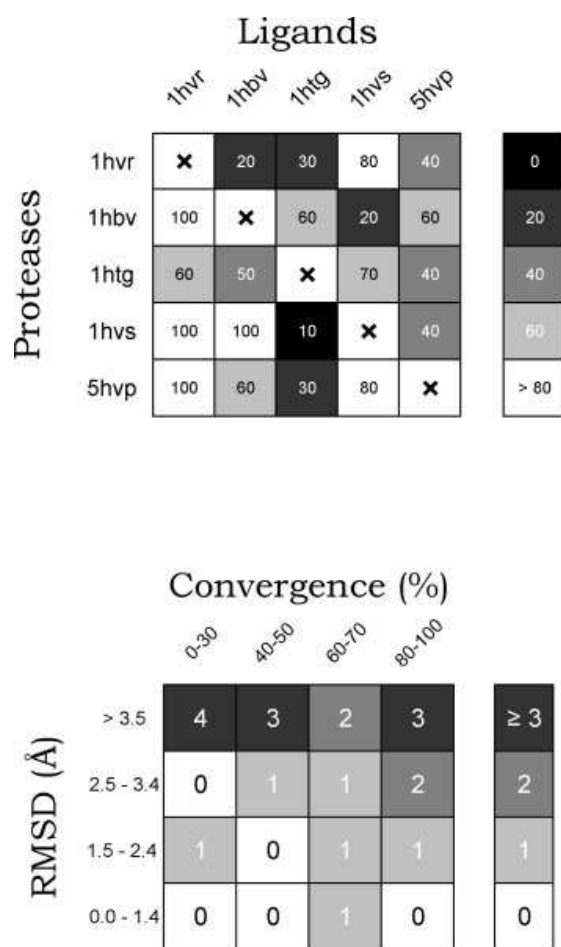 Ligands
1hvr 1hbv 1htg 1hvs 5hvp
Proteases
1hvr × 20 30 80 40 0
1hbv 100 × 60 20 60 20
1htg 60 50 × 70 40 40
1hvs 100 100 10 × 40 60
5hvp 100 60 30 80 × > 80
Convergence (%)
0-30 40-50 60-70 80-100
RMSD (Å)
> 3.5 4 3 2 3 ≥ 3
2.5 - 3.4 0 1 1 2 2
1.5 - 2.4 1 0 1 1 1
0.0 - 1.4 0 0 1 0 0